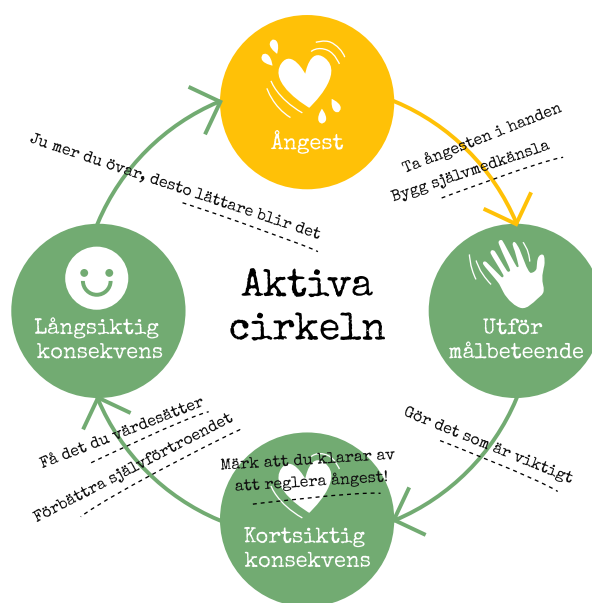 Ångest
Ta ångesten i handen
Bygg självmedkänsla
Utför
målbeteende
Gör det som är viktigt
Märk att du klarar av
att reglera ångest!
Kortsiktig
konsekvens
Få det du värdesätter
Förbättra självförtroendet
Långsiktig
konsekvens
Ju mer du övar, desto lättare blir det
Aktiva
cirkeln